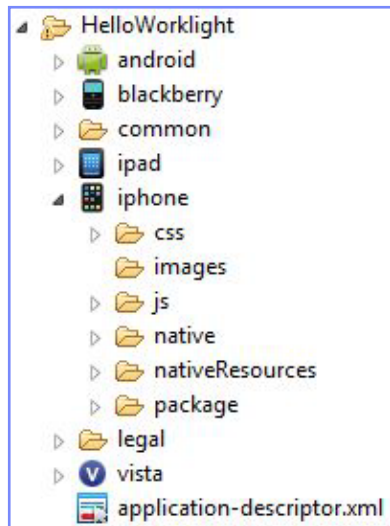 HelloWorklight
android
blackberry
common
ipad
iphone
css
images
js
native
nativeResources
package
legal
V vista
application-descriptor.xml